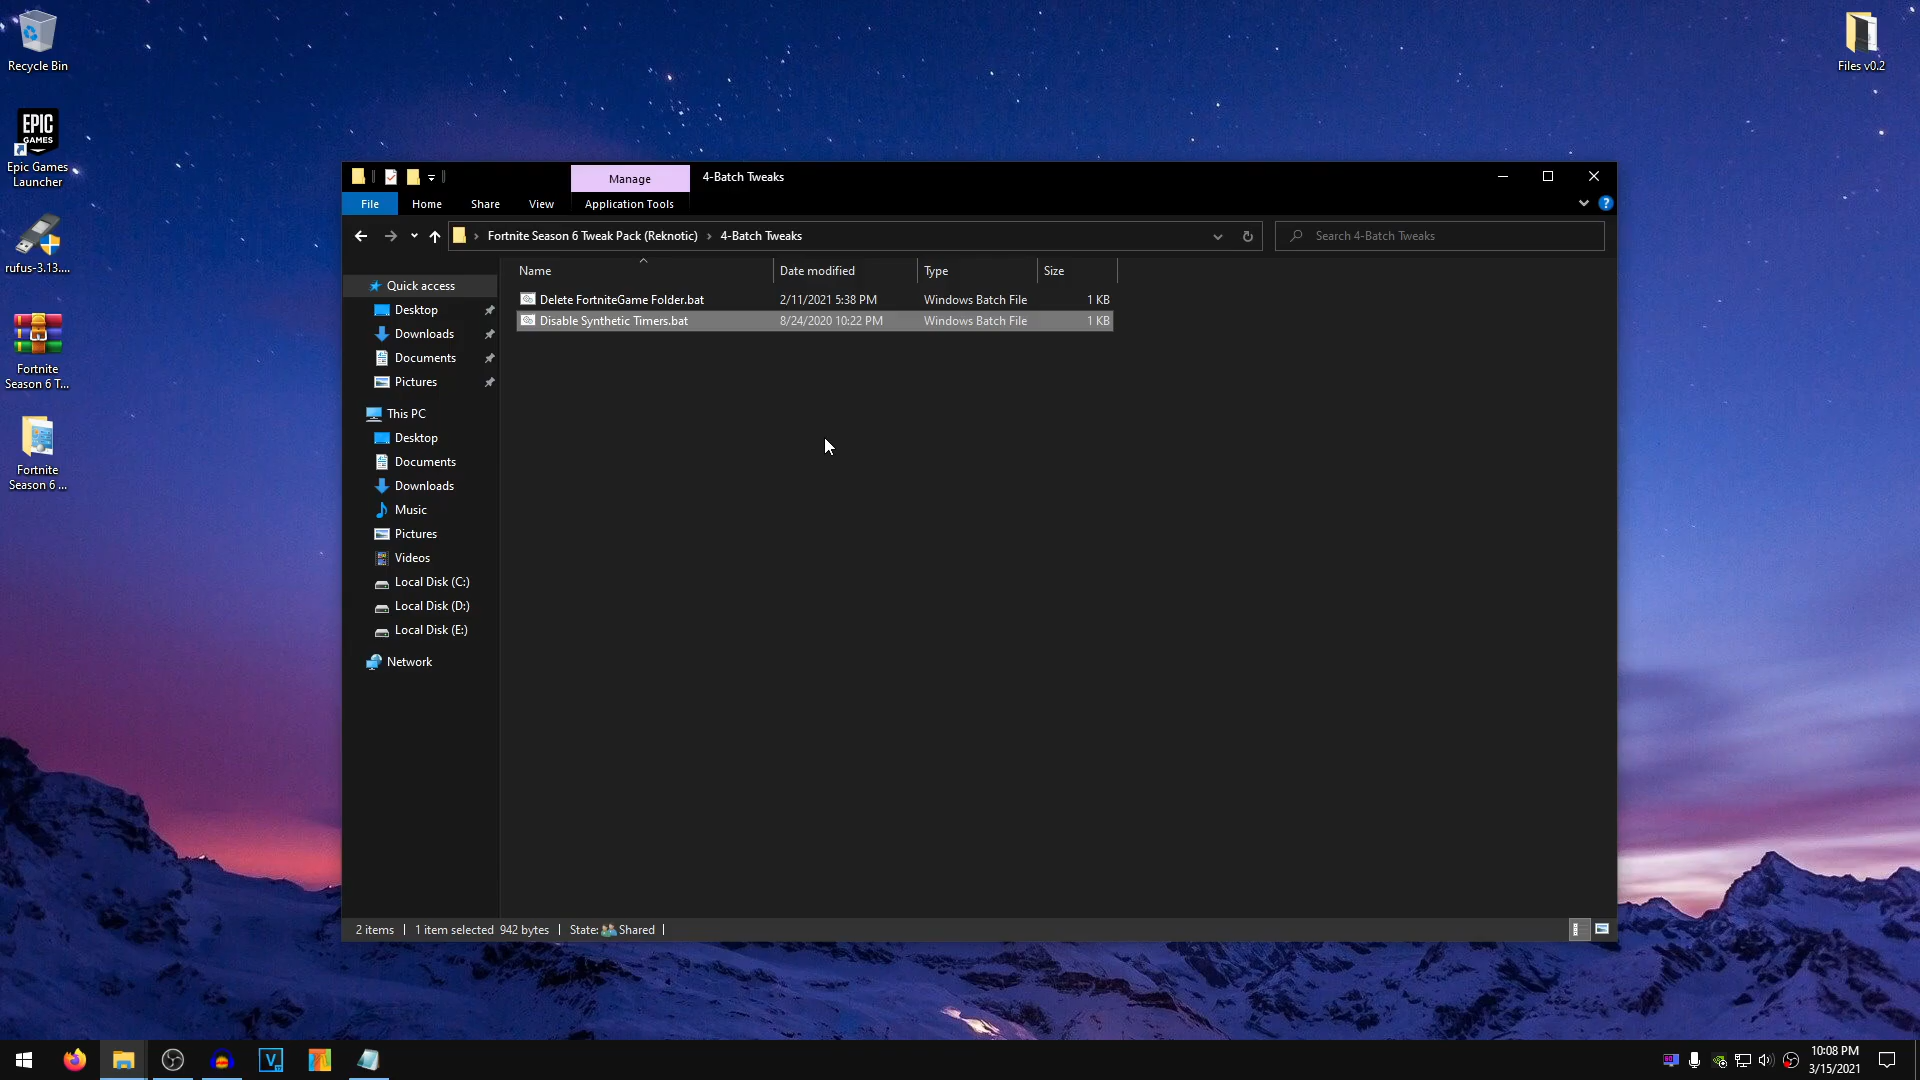 Recycle Bin
EPIC
GAMES
Epic Games
Launcher
rufus-3.13....
Fortnite
Season 6 T...
Fortnite
Season 6 ...
Files v0.2
Manage
4-Batch Tweaks
File
Home
Share
View
Application Tools
?
Fortnite Season 6 Tweak Pack (Reknotic)
4-Batch Tweaks
Search 4-Batch Tweaks
Name
Date modified
Type
Size
Delete FortniteGame Folder.bat
2/11/2021 5:38 PM
Windows Batch File
1 KB
Disable Synthetic Timers.bat
8/24/2020 10:22 PM
Windows Batch File
1 KB
Quick access
Desktop
Downloads
Documents
Pictures
This PC
Desktop
Documents
Downloads
Music
Pictures
Videos
Local Disk (C:)
Local Disk (D:)
Local Disk (E:)
Network
2 items
1 item selected 942 bytes
State: Shared
V
10:08 PM
3/15/2021